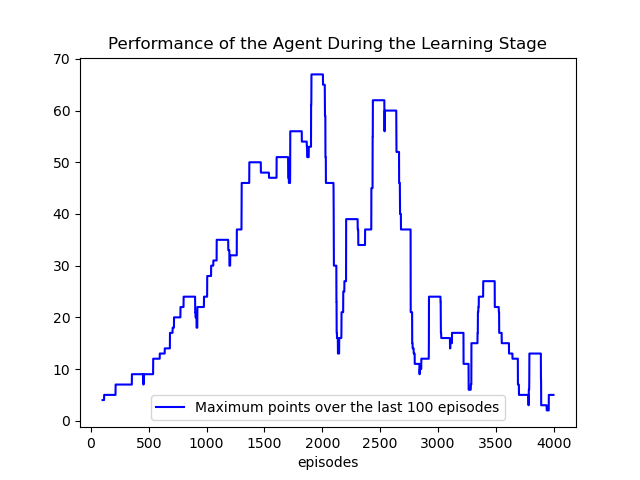 Performance of the Agent During the Learning Stage
70
60
50
40
30
20
10
0
Maximum points over the last 100 episodes
0 500 1000 1500 2000 2500 3000 3500 4000
episodes